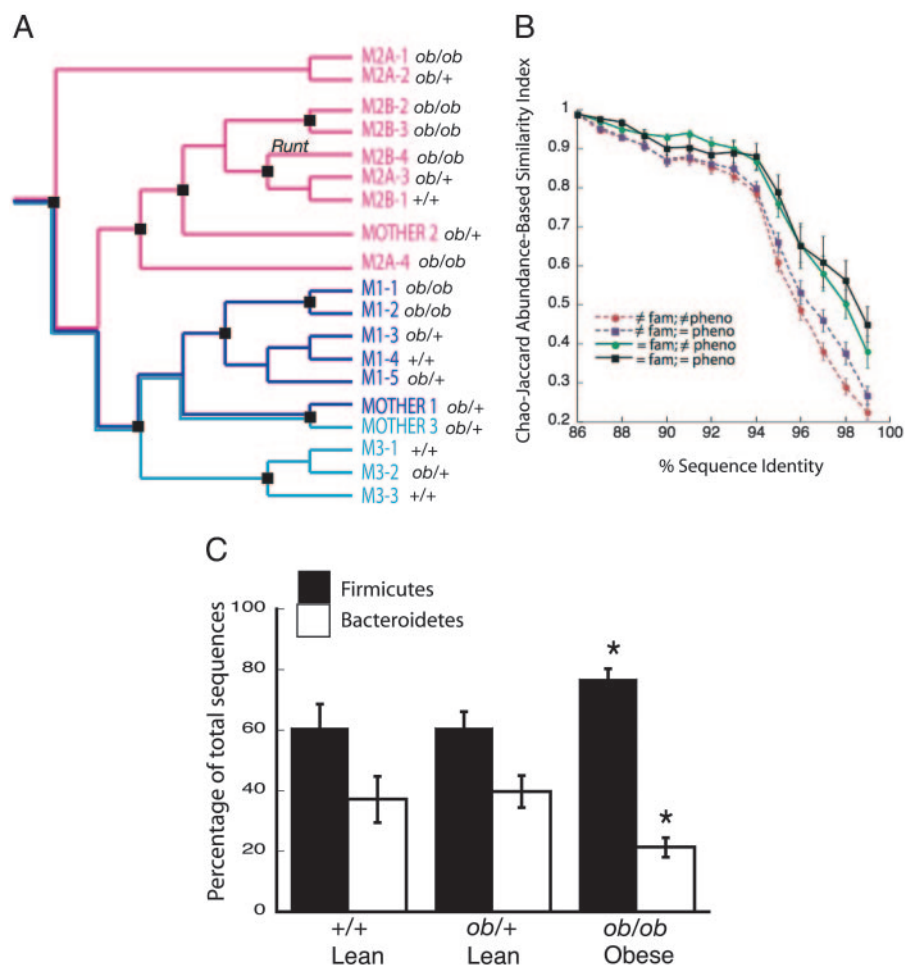 A
M2A-1 ob/ob
M2A-2 ob/+
M2B-2 ob/ob
M2B-3 ob/ob
Runt
M2B-4 ob/ob
M2A-3 ob/+
M2B-1 +/+
MOTHER 2 ob/+
M2A-4 ob/ob
M1-1 ob/ob
M1-2 ob/ob
M1-3 ob/+
M1-4 +/+
M1-5 ob/+
MOTHER 1 ob/+
MOTHER 3 ob/+
M3-1 +/+
M3-2 ob/+
M3-3 +/+
B
Chao-Jaccard Abundance-Based Similarity Index
1
0.9
0.8
0.7
0.6
0.5
0.4
0.3
0.2
≠ fam; ≠ pheno
≠ fam; = pheno
= fam; ≠ pheno
= fam; = pheno
86 88 90 92 94 96 98 100
% Sequence Identity
C
Firmicutes
Bacteroidetes
Percentage of total sequences
100
80
60
40
20
0
*
*
+/+ ob/+ ob/ob
Lean Lean Obese